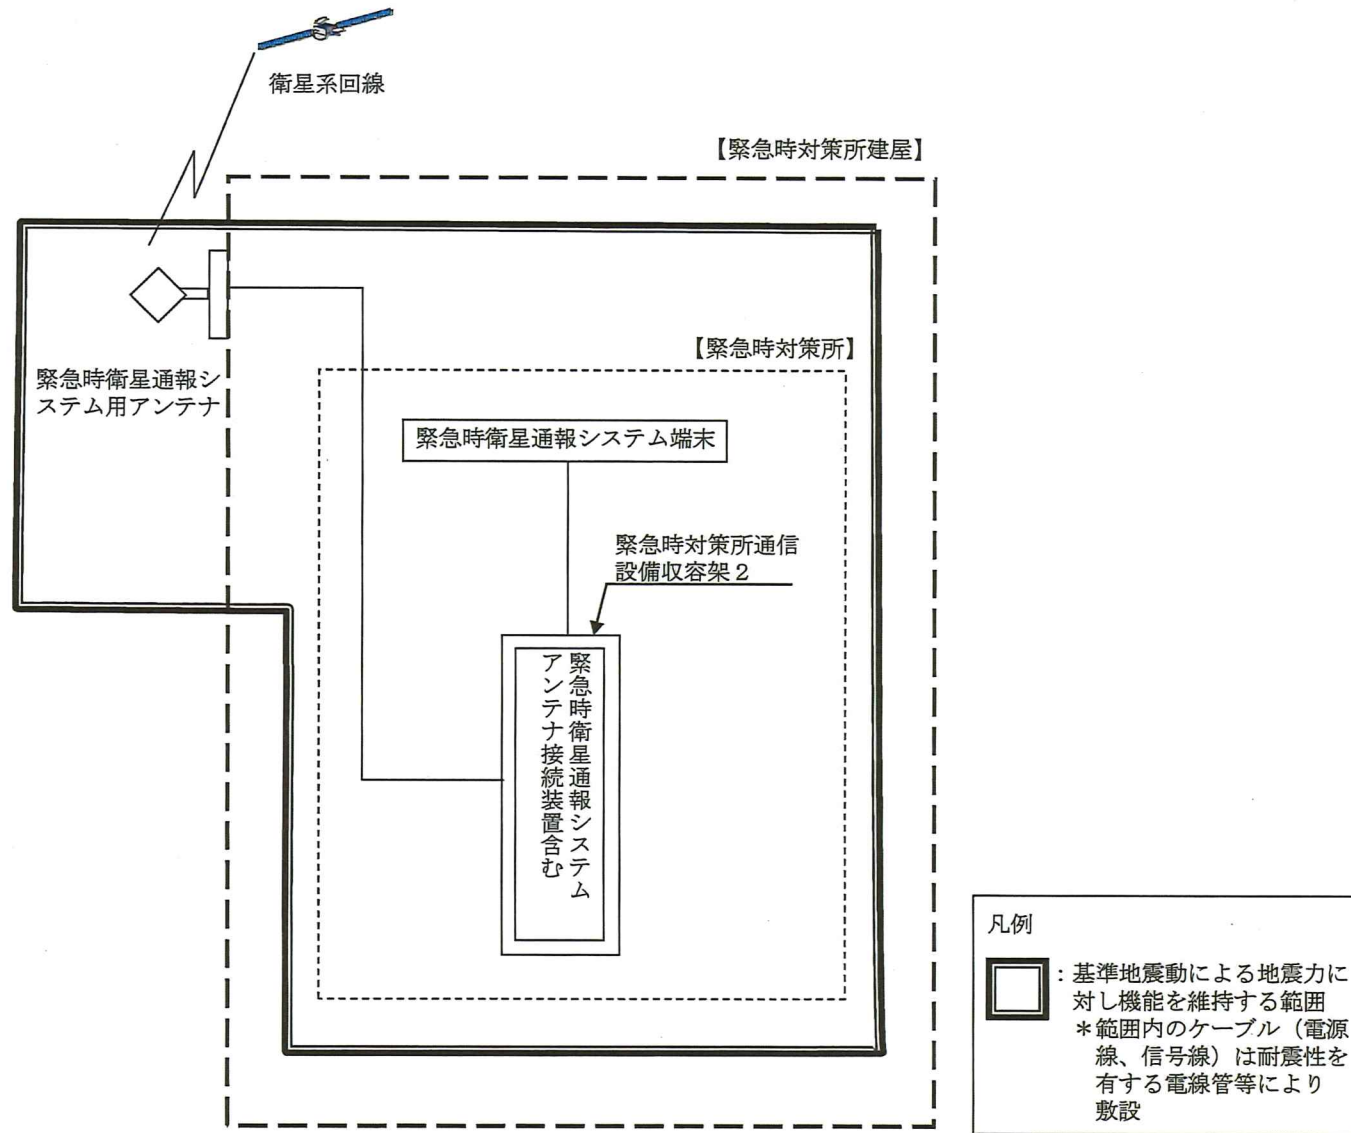 衛星系回線
【緊急時対策所建屋】
【緊急時対策所】
緊急時衛星通報シ
ステム用アンテナ
緊急時衛星通報システム端末
緊急時対策所通信
設備収容架2
緊急時衛星通報システム
アンテナ接続装置含む
凡例
:基準地震動による地震力に
対し機能を維持する範囲
*範囲内のケーブル(電源
線、信号線)は耐震性を
有する電線管等により
敷設